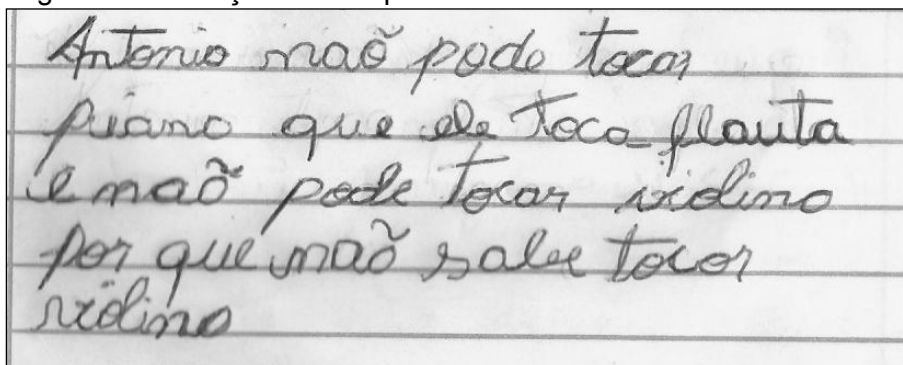 Antonio não pode tocar
piano que ele toca flauta
e não pode tocar violino
por que não sabe tocar
violino